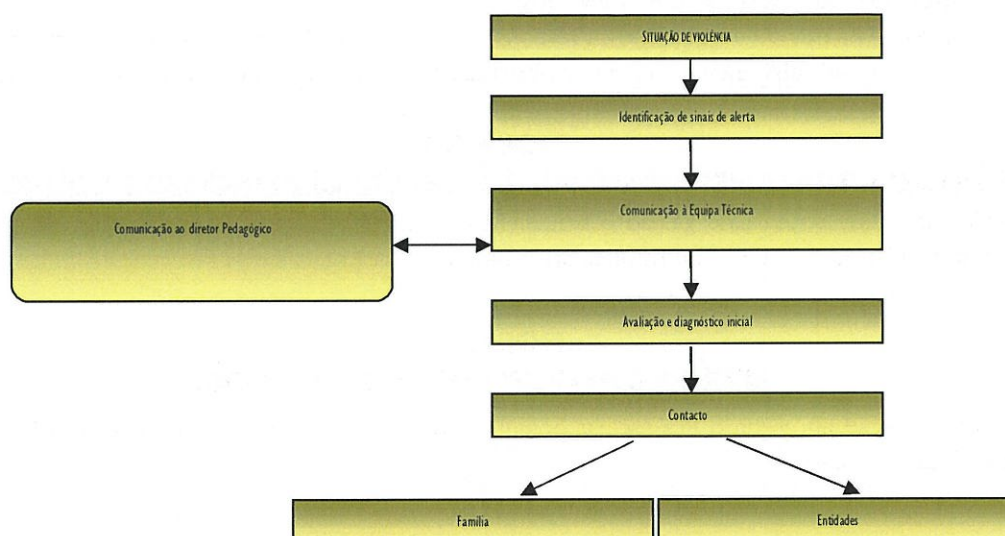 SITUAÇÃO DE VIOLÊNCIA
Identificação de sinais de alerta
Comunicação à Equipa Técnica
Comunicação ao diretor Pedagógico
Avaliação e diagnóstico inicial
Contacto
Família
Entidades